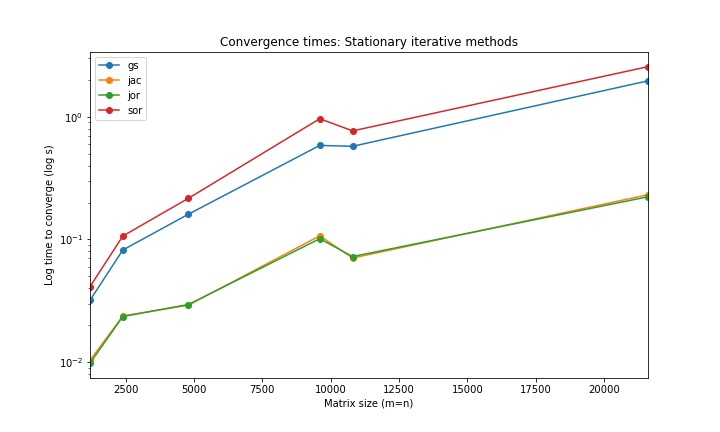 Convergence times: Stationary iterative methods
gs
jac
jor
sor
Log time to converge (log s)
10⁰
10⁻¹
10⁻²
2500 5000 7500 10000 12500 15000 17500 20000
Matrix size (m=n)